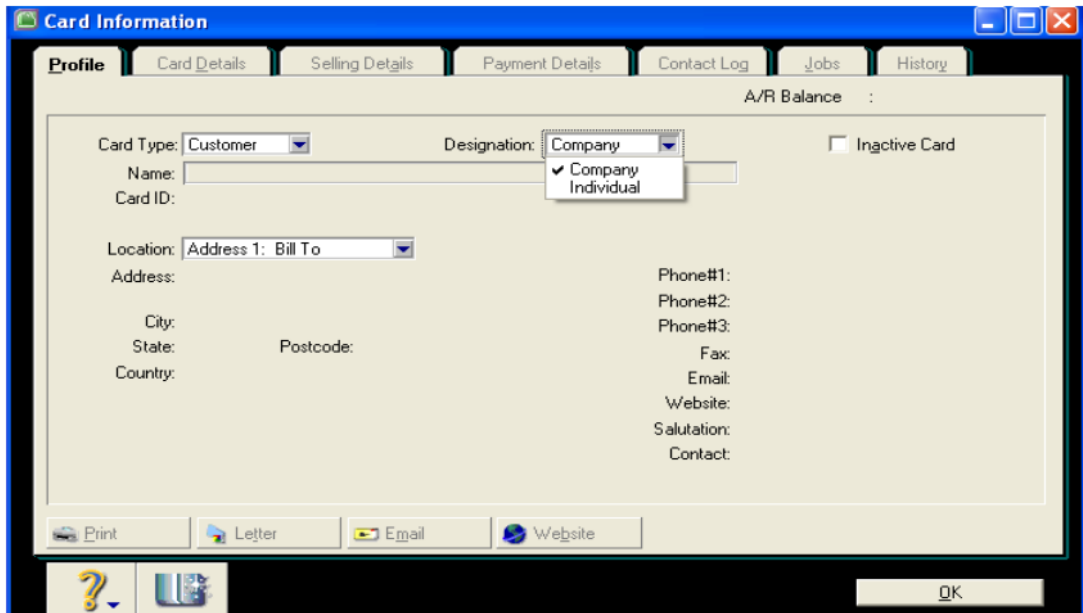 Card Information
Profile Card Details Selling Details Payment Details Contact Log Jobs History
A/R Balance :
Card Type: Customer Designation: Company Inactive Card
Name: Company
Individual
Card ID:
Location: Address 1: Bill To
Address: Phone#1:
Phone#2:
City: Phone#3:
State: Postcode: Fax:
Country: Email:
Website:
Salutation:
Contact:
Print Letter Email Website
OK